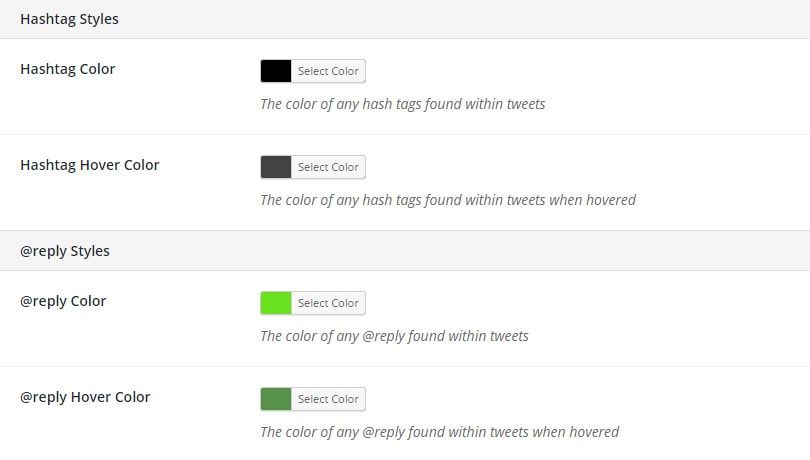 Hashtag Styles
Hashtag Color
Select Color
The color of any hash tags found within tweets
Hashtag Hover Color
Select Color
The color of any hash tags found within tweets when hovered
@reply Styles
@reply Color
Select Color
The color of any @reply found within tweets
@reply Hover Color
Select Color
The color of any @reply found within tweets when hovered